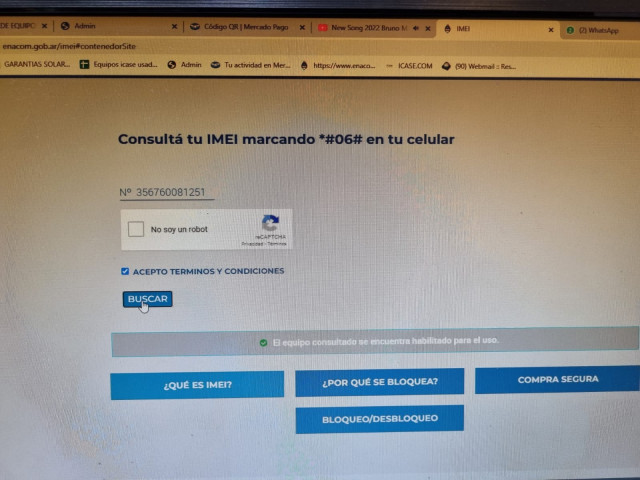 DE EQUIPO
Admin
Código QR | Mercado Pago
New Song 2022 Bruno M
IMEI
(2) WhatsApp
enacom.gob.ar/imei#contenedorSite
GARANTIAS SOLAR...
Equipos icase usad...
Admin
Tu actividad en Mer...
https://www.enaco...
ICASE.COM
(90) Webmail :: Res...
Consultá tu IMEI marcando *#06# en tu celular
Nº 356760081251
No soy un robot
reCAPTCHA
Privacidad - Términos
ACEPTO TERMINOS Y CONDICIONES
BUSCAR
El equipo consultado se encuentra habilitado para el uso.
¿QUÉ ES IMEI?
¿POR QUÉ SE BLOQUEA?
COMPRA SEGURA
BLOQUEO/DESBLOQUEO